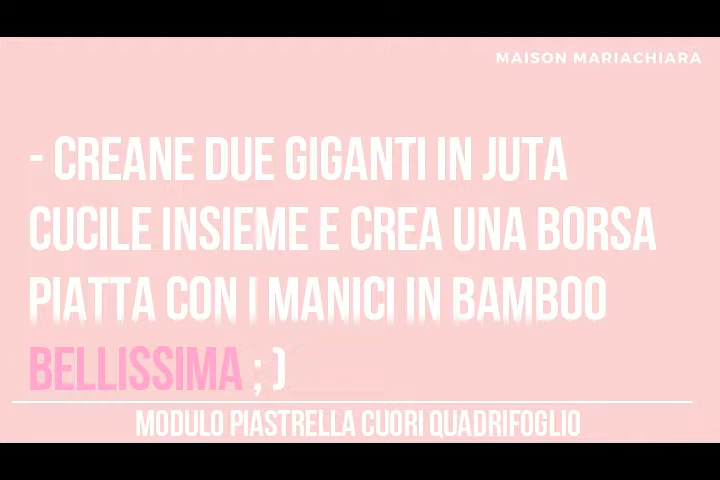 MAISON MARIACHIARA
- CREANE DUE GIGANTI IN JUTA
CUCILE INSIEME E CREA UNA BORSA
PIATTA CON I MANICI IN BAMBOO
BELLISSIMA ; )
MODULO PIASTRELLA CUORI QUADRIFOGLIO